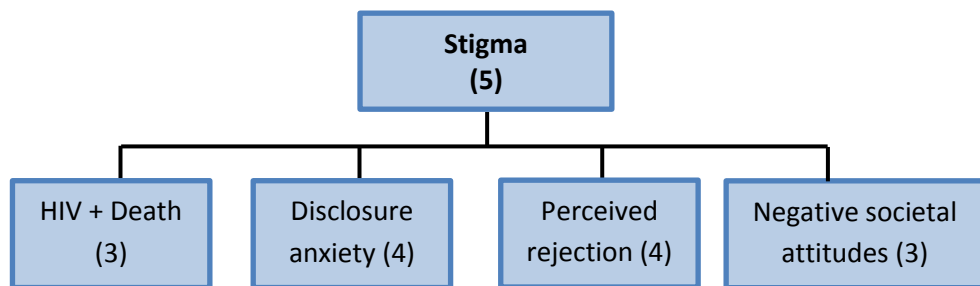 Stigma
(5)
HIV + Death
(3)
Disclosure
anxiety (4)
Perceived
rejection (4)
Negative societal
attitudes (3)